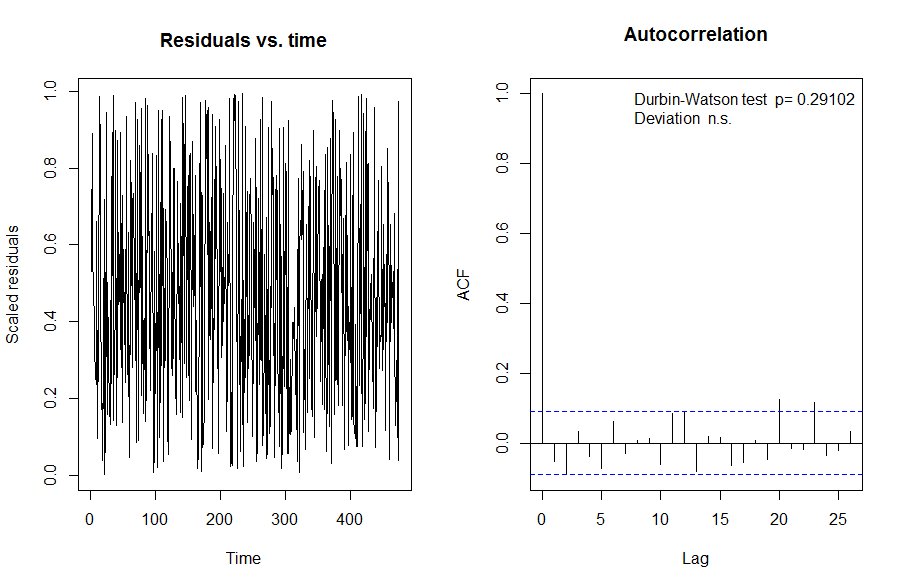 Residuals vs. time
Scaled residuals
0.0 0.2 0.4 0.6 0.8 1.0
0 100 200 300 400
Time
Autocorrelation
Durbin-Watson test p= 0.29102
Deviation n.s.
ACF
0.0 0.2 0.4 0.6 0.8 1.0
0 5 10 15 20 25
Lag